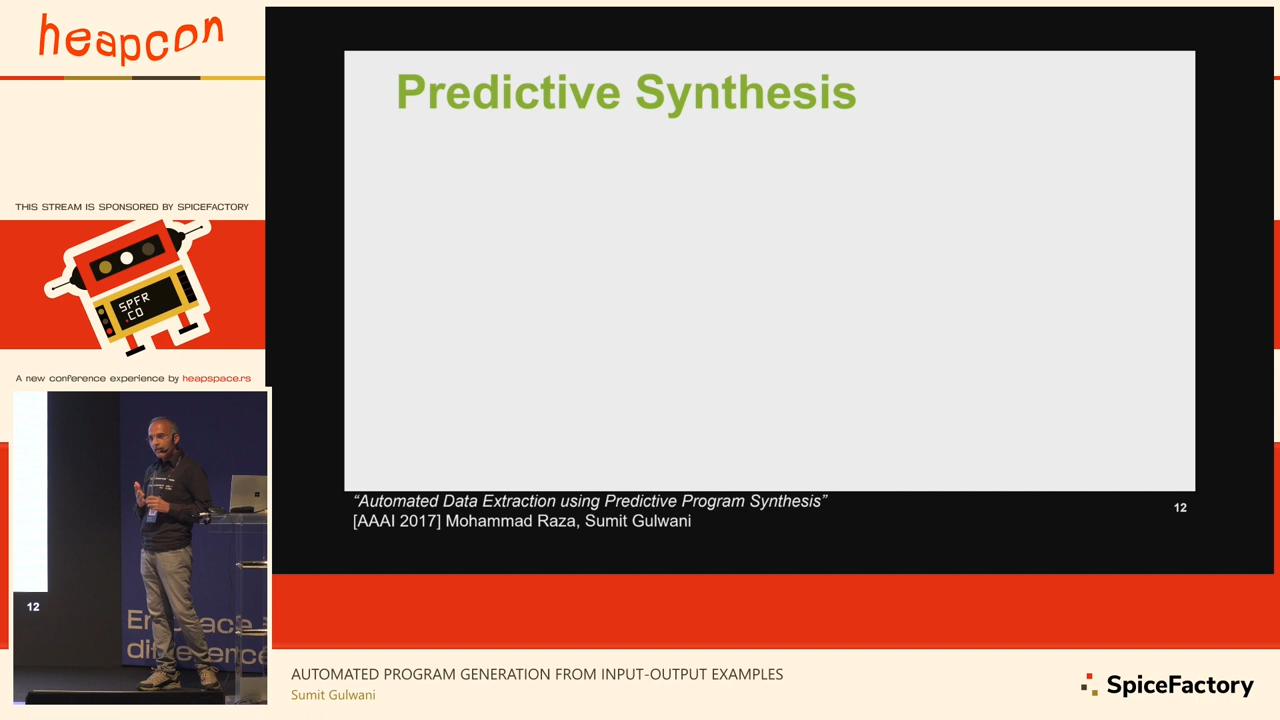 heapcon
THIS STREAM IS SPONSORED BY SPICEFACTORY
SPFR
.CO
A new conference experience by heapspace.rs
Predictive Synthesis
“Automated Data Extraction using Predictive Program Synthesis”
[AAAI 2017] Mohammad Raza, Sumit Gulwani
12
12
difference
AUTOMATED PROGRAM GENERATION FROM INPUT-OUTPUT EXAMPLES
Sumit Gulwani
SpiceFactory